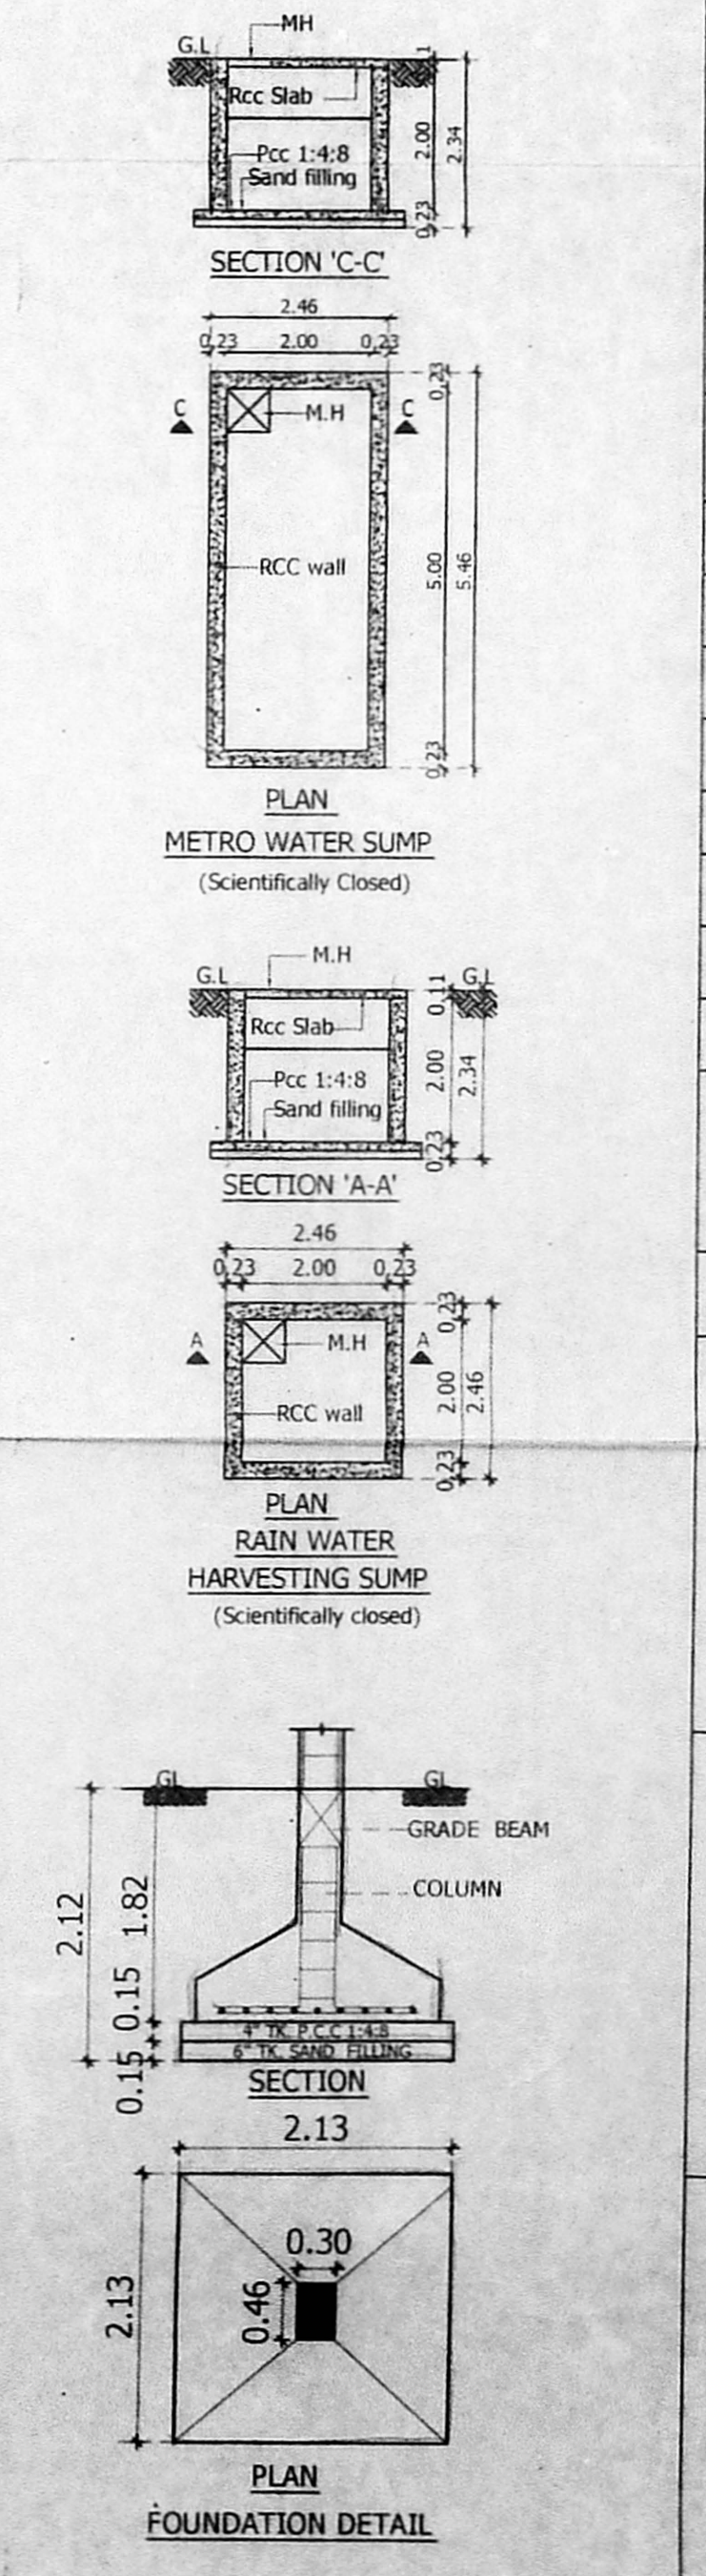 MH
G.L
Rcc Slab
Pcc 1:4:8
Sand filling
1
2.00
2.34
0.23
SECTION 'C-C'
2.46
0.23 2.00 0.23
0.23
C M.H C
RCC wall
5.00
5.46
0.23
PLAN
METRO WATER SUMP
(Scientifically Closed)
M.H
G.L G.L
Rcc Slab
Pcc 1:4:8
Sand filling
0.11
2.00
2.34
0.23
SECTION 'A-A'
2.46
0.23 2.00 0.23
0.23
A M.H A
RCC wall
2.00
2.46
0.23
PLAN
RAIN WATER
HARVESTING SUMP
(Scientifically closed)
GL GL
GRADE BEAM
COLUMN
2.12
1.82
0.15
0.15
4" TK. P.C.C 1:4:8
6" TK. SAND FILLING
SECTION
2.13
0.30
0.46
2.13
PLAN
FOUNDATION DETAIL